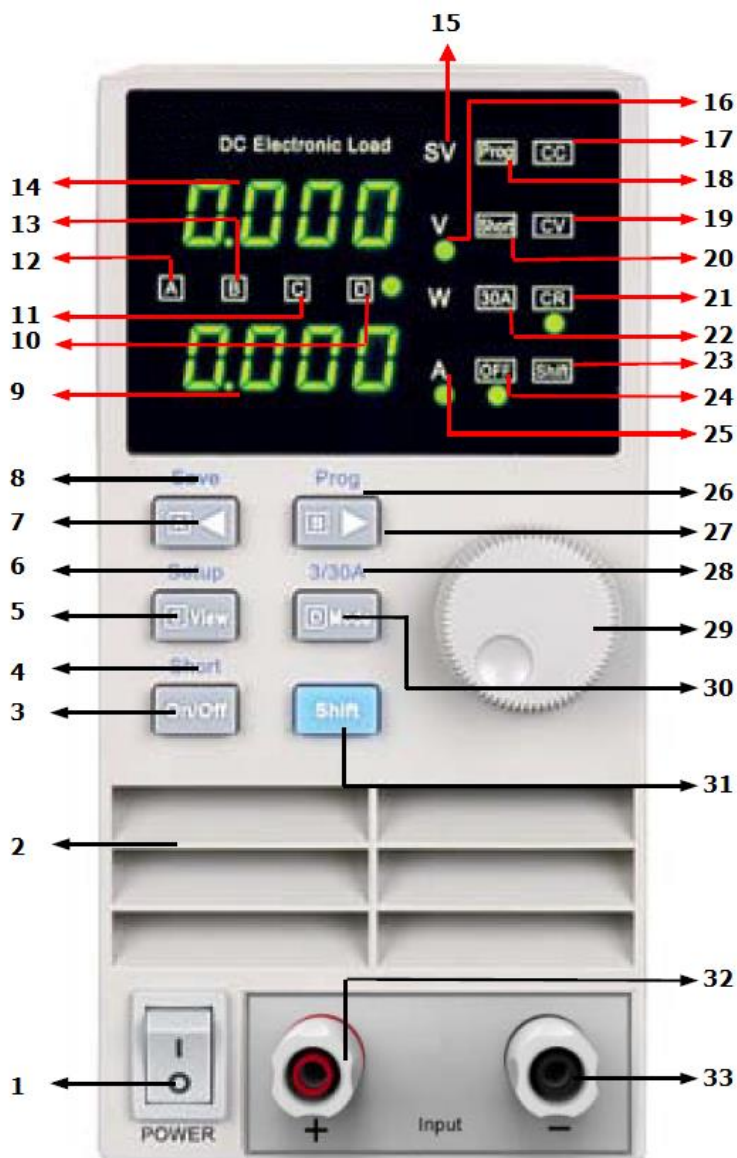 15
16
DC Electronic Load SV Prog CC 17
14 0.000 18
13 V Short CV 19
12 20
A B C D W 30A CR 21
11 22
10 0.000 23
9 A OFF Shift 24
25
8 Save Prog 26
7 27
6 Setup 3/30A 28
5 View Mode 29
4 Short 30
3 On/Off Shift
31
2
32
1 33
POWER + Input −